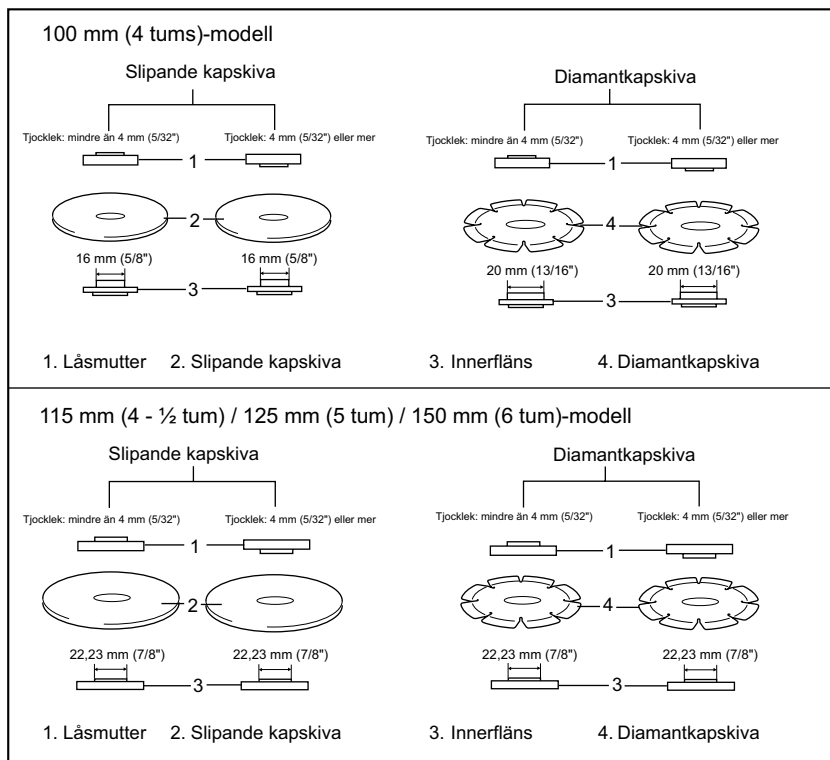 100 mm (4 tums)-modell
Slipande kapskiva
Diamantkapskiva
Tjocklek: mindre än 4 mm (5/32") Tjocklek: 4 mm (5/32") eller mer
Tjocklek: mindre än 4 mm (5/32") Tjocklek: 4 mm (5/32") eller mer
1
1
2
4
16 mm (5/8") 16 mm (5/8")
20 mm (13/16") 20 mm (13/16")
3
3
1. Låsmutter 2. Slipande kapskiva 3. Innerfläns 4. Diamantkapskiva
115 mm (4 - ½ tum) / 125 mm (5 tum) / 150 mm (6 tum)-modell
Slipande kapskiva
Diamantkapskiva
Tjocklek: mindre än 4 mm (5/32") Tjocklek: 4 mm (5/32") eller mer
Tjocklek: mindre än 4 mm (5/32") Tjocklek: 4 mm (5/32") eller mer
1
1
2
4
22,23 mm (7/8") 22,23 mm (7/8")
22,23 mm (7/8") 22,23 mm (7/8")
3
3
1. Låsmutter 2. Slipande kapskiva 3. Innerfläns 4. Diamantkapskiva